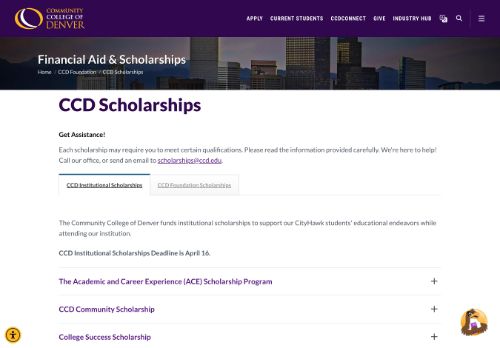 COMMUNITY
COLLEGE OF
DENVER
APPLY CURRENT STUDENTS CCDCONNECT GIVE INDUSTRY HUB
Financial Aid & Scholarships
Home / CCD Foundation / CCD Scholarships
CCD Scholarships
Get Assistance!
Each scholarship may require you to meet certain qualifications. Please read the information provided carefully. We're here to help!
Call our office, or send an email to scholarships@ccd.edu.
CCD Institutional Scholarships CCD Foundation Scholarships
The Community College of Denver funds institutional scholarships to support our CityHawk students' educational endeavors while
attending our institution.
CCD Institutional Scholarships Deadline is April 16.
The Academic and Career Experience (ACE) Scholarship Program
CCD Community Scholarship
College Success Scholarship